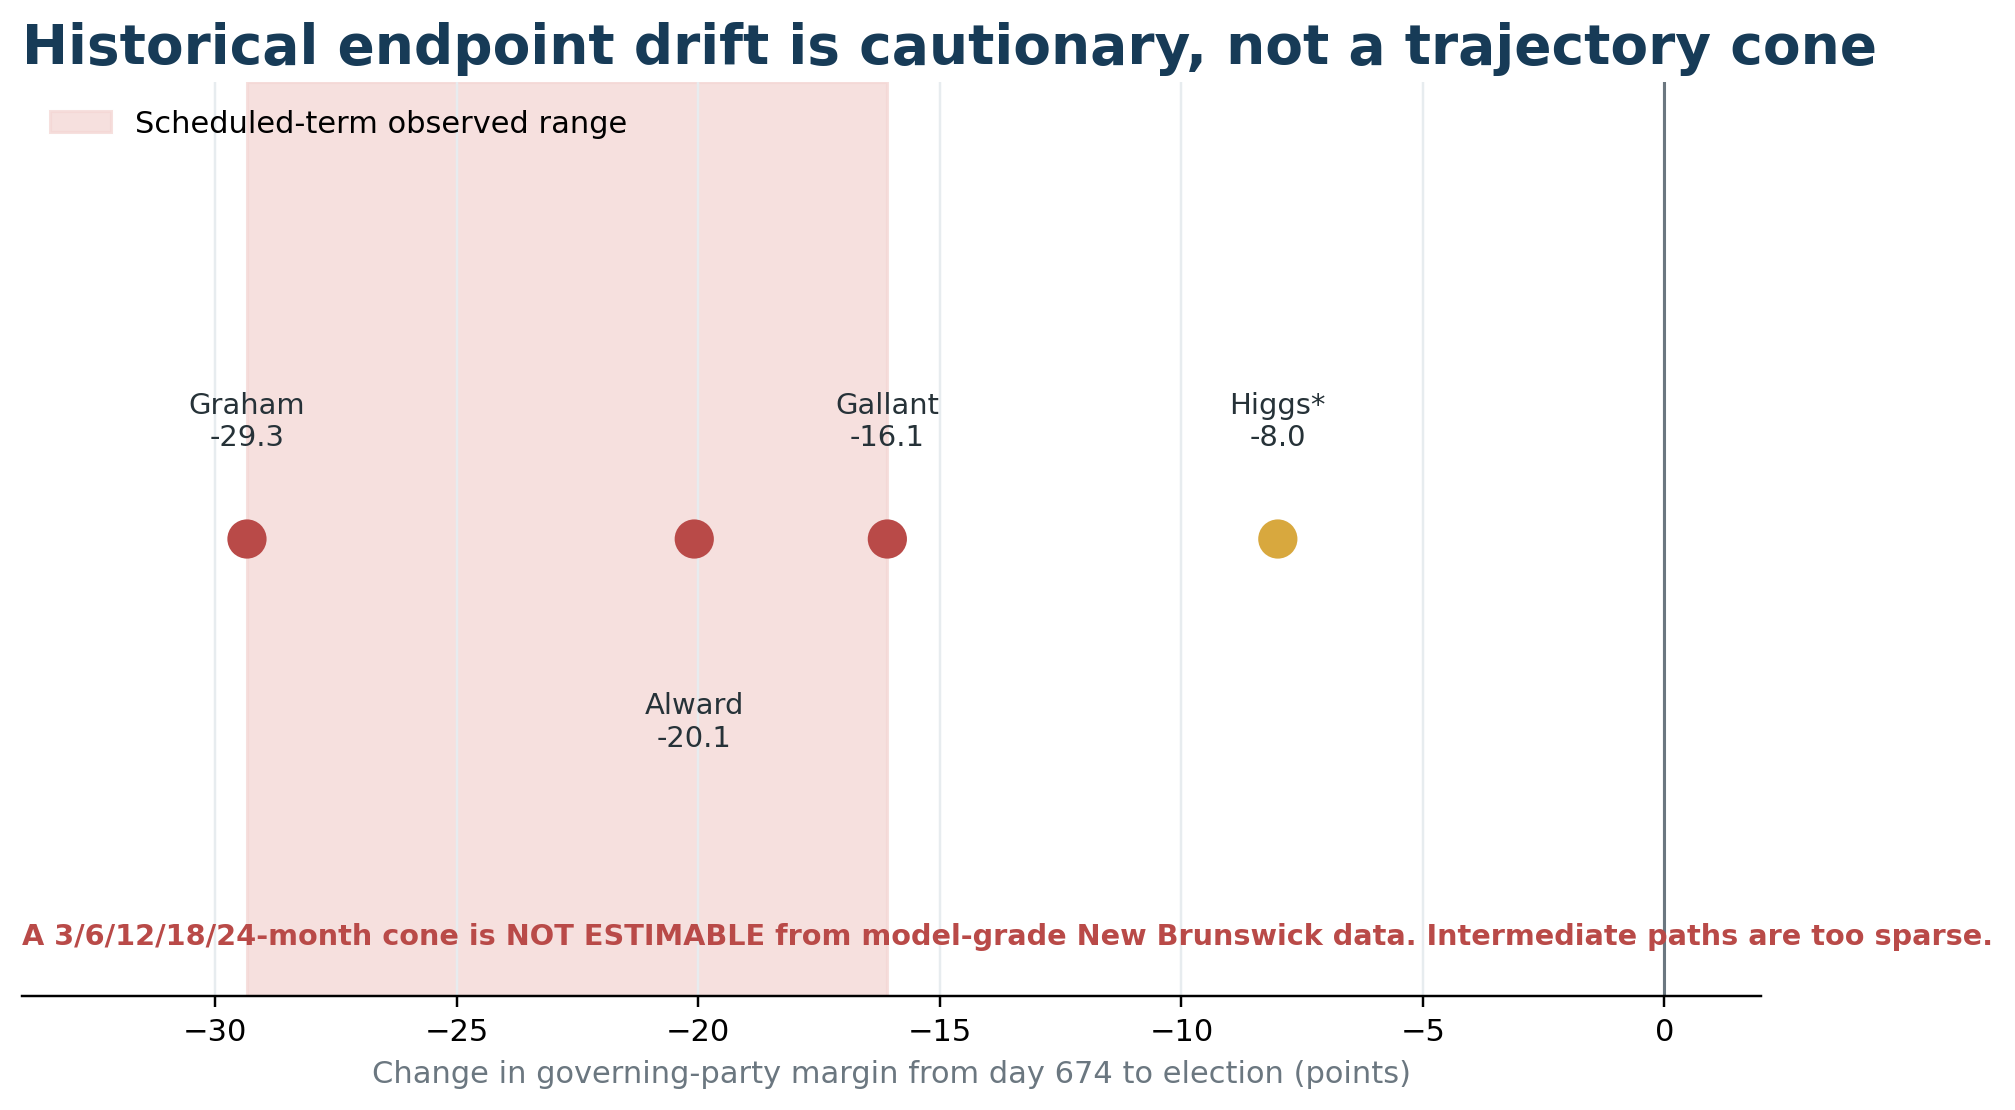 Historical endpoint drift is cautionary, not a trajectory cone
Scheduled-term observed range
Graham
-29.3
Gallant
-16.1
Higgs*
-8.0
Alward
-20.1
A 3/6/12/18/24-month cone is NOT ESTIMABLE from model-grade New Brunswick data. Intermediate paths are too sparse.
−30 −25 −20 −15 −10 −5 0
Change in governing-party margin from day 674 to election (points)